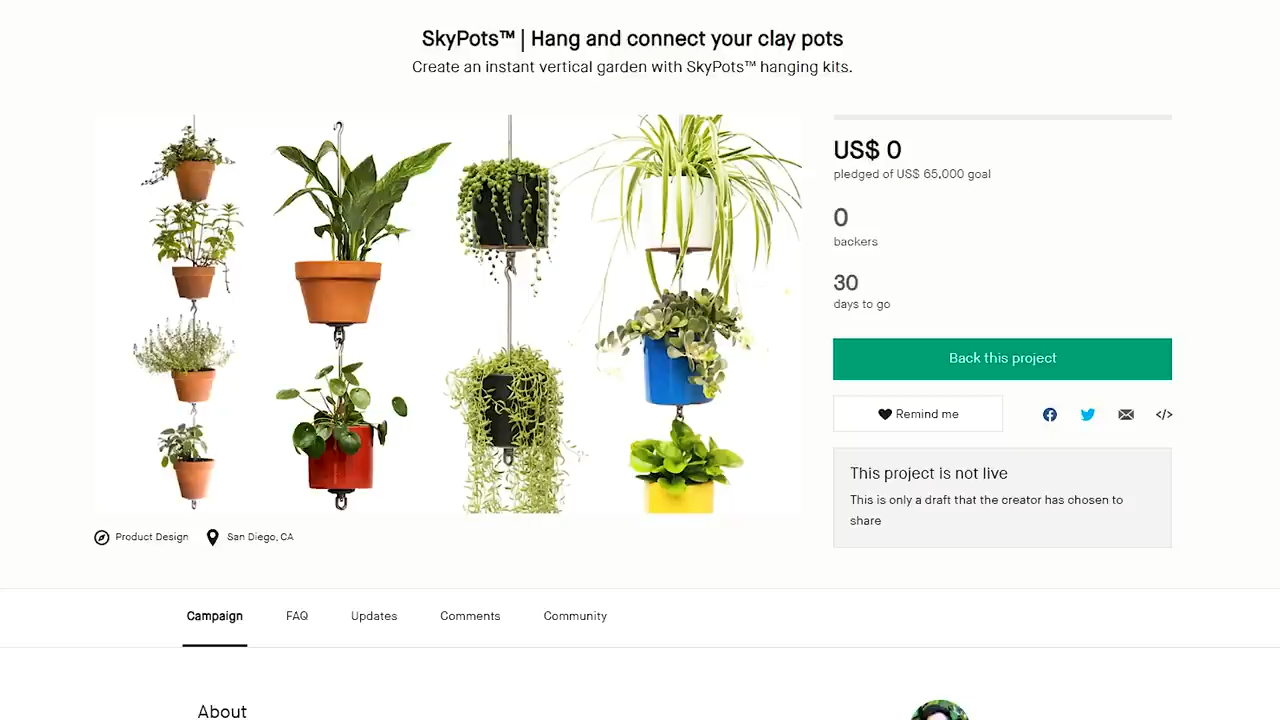 SkyPots™ | Hang and connect your clay pots
Create an instant vertical garden with SkyPots™ hanging kits.
US$ 0
pledged of US$ 65,000 goal
0
backers
30
days to go
Back this project
Remind me
This project is not live
This is only a draft that the creator has chosen to
share
Product Design
San Diego, CA
Campaign
FAQ
Updates
Comments
Community
About